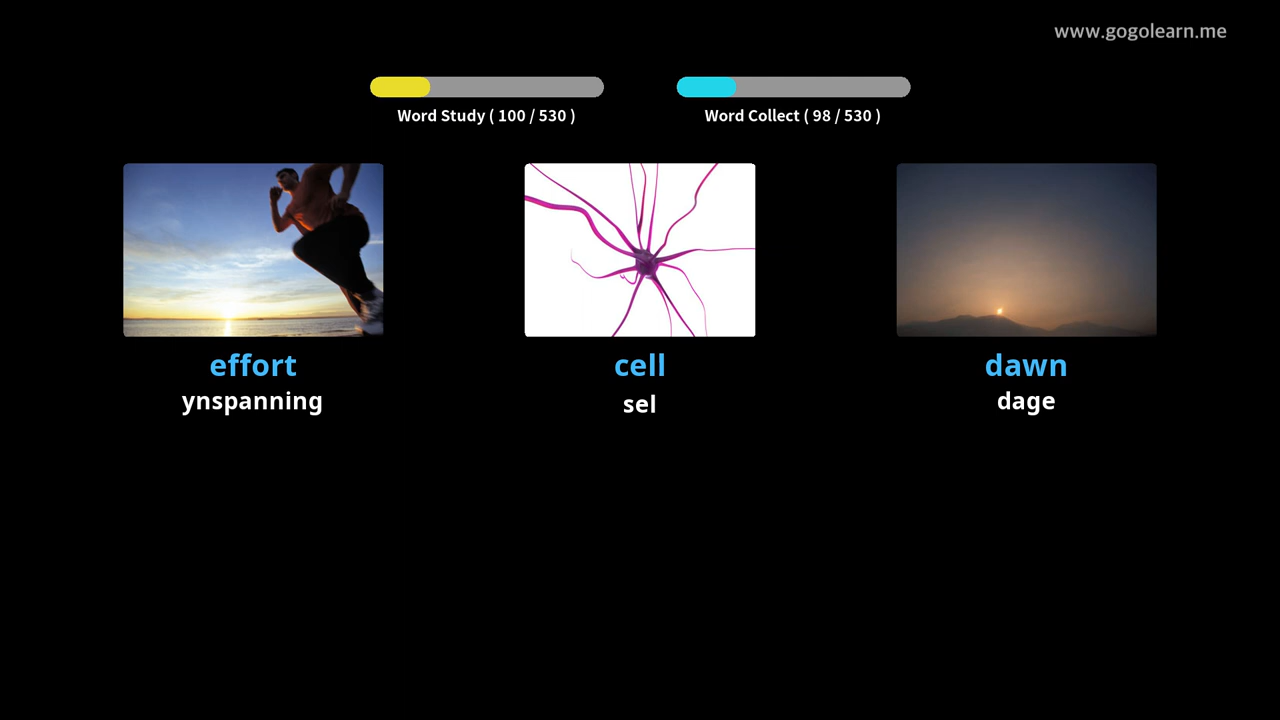 www.gogolearn.me
Word Study ( 100 / 530 )
Word Collect ( 98 / 530 )
effort
cell
dawn
ynspanning
sel
dage